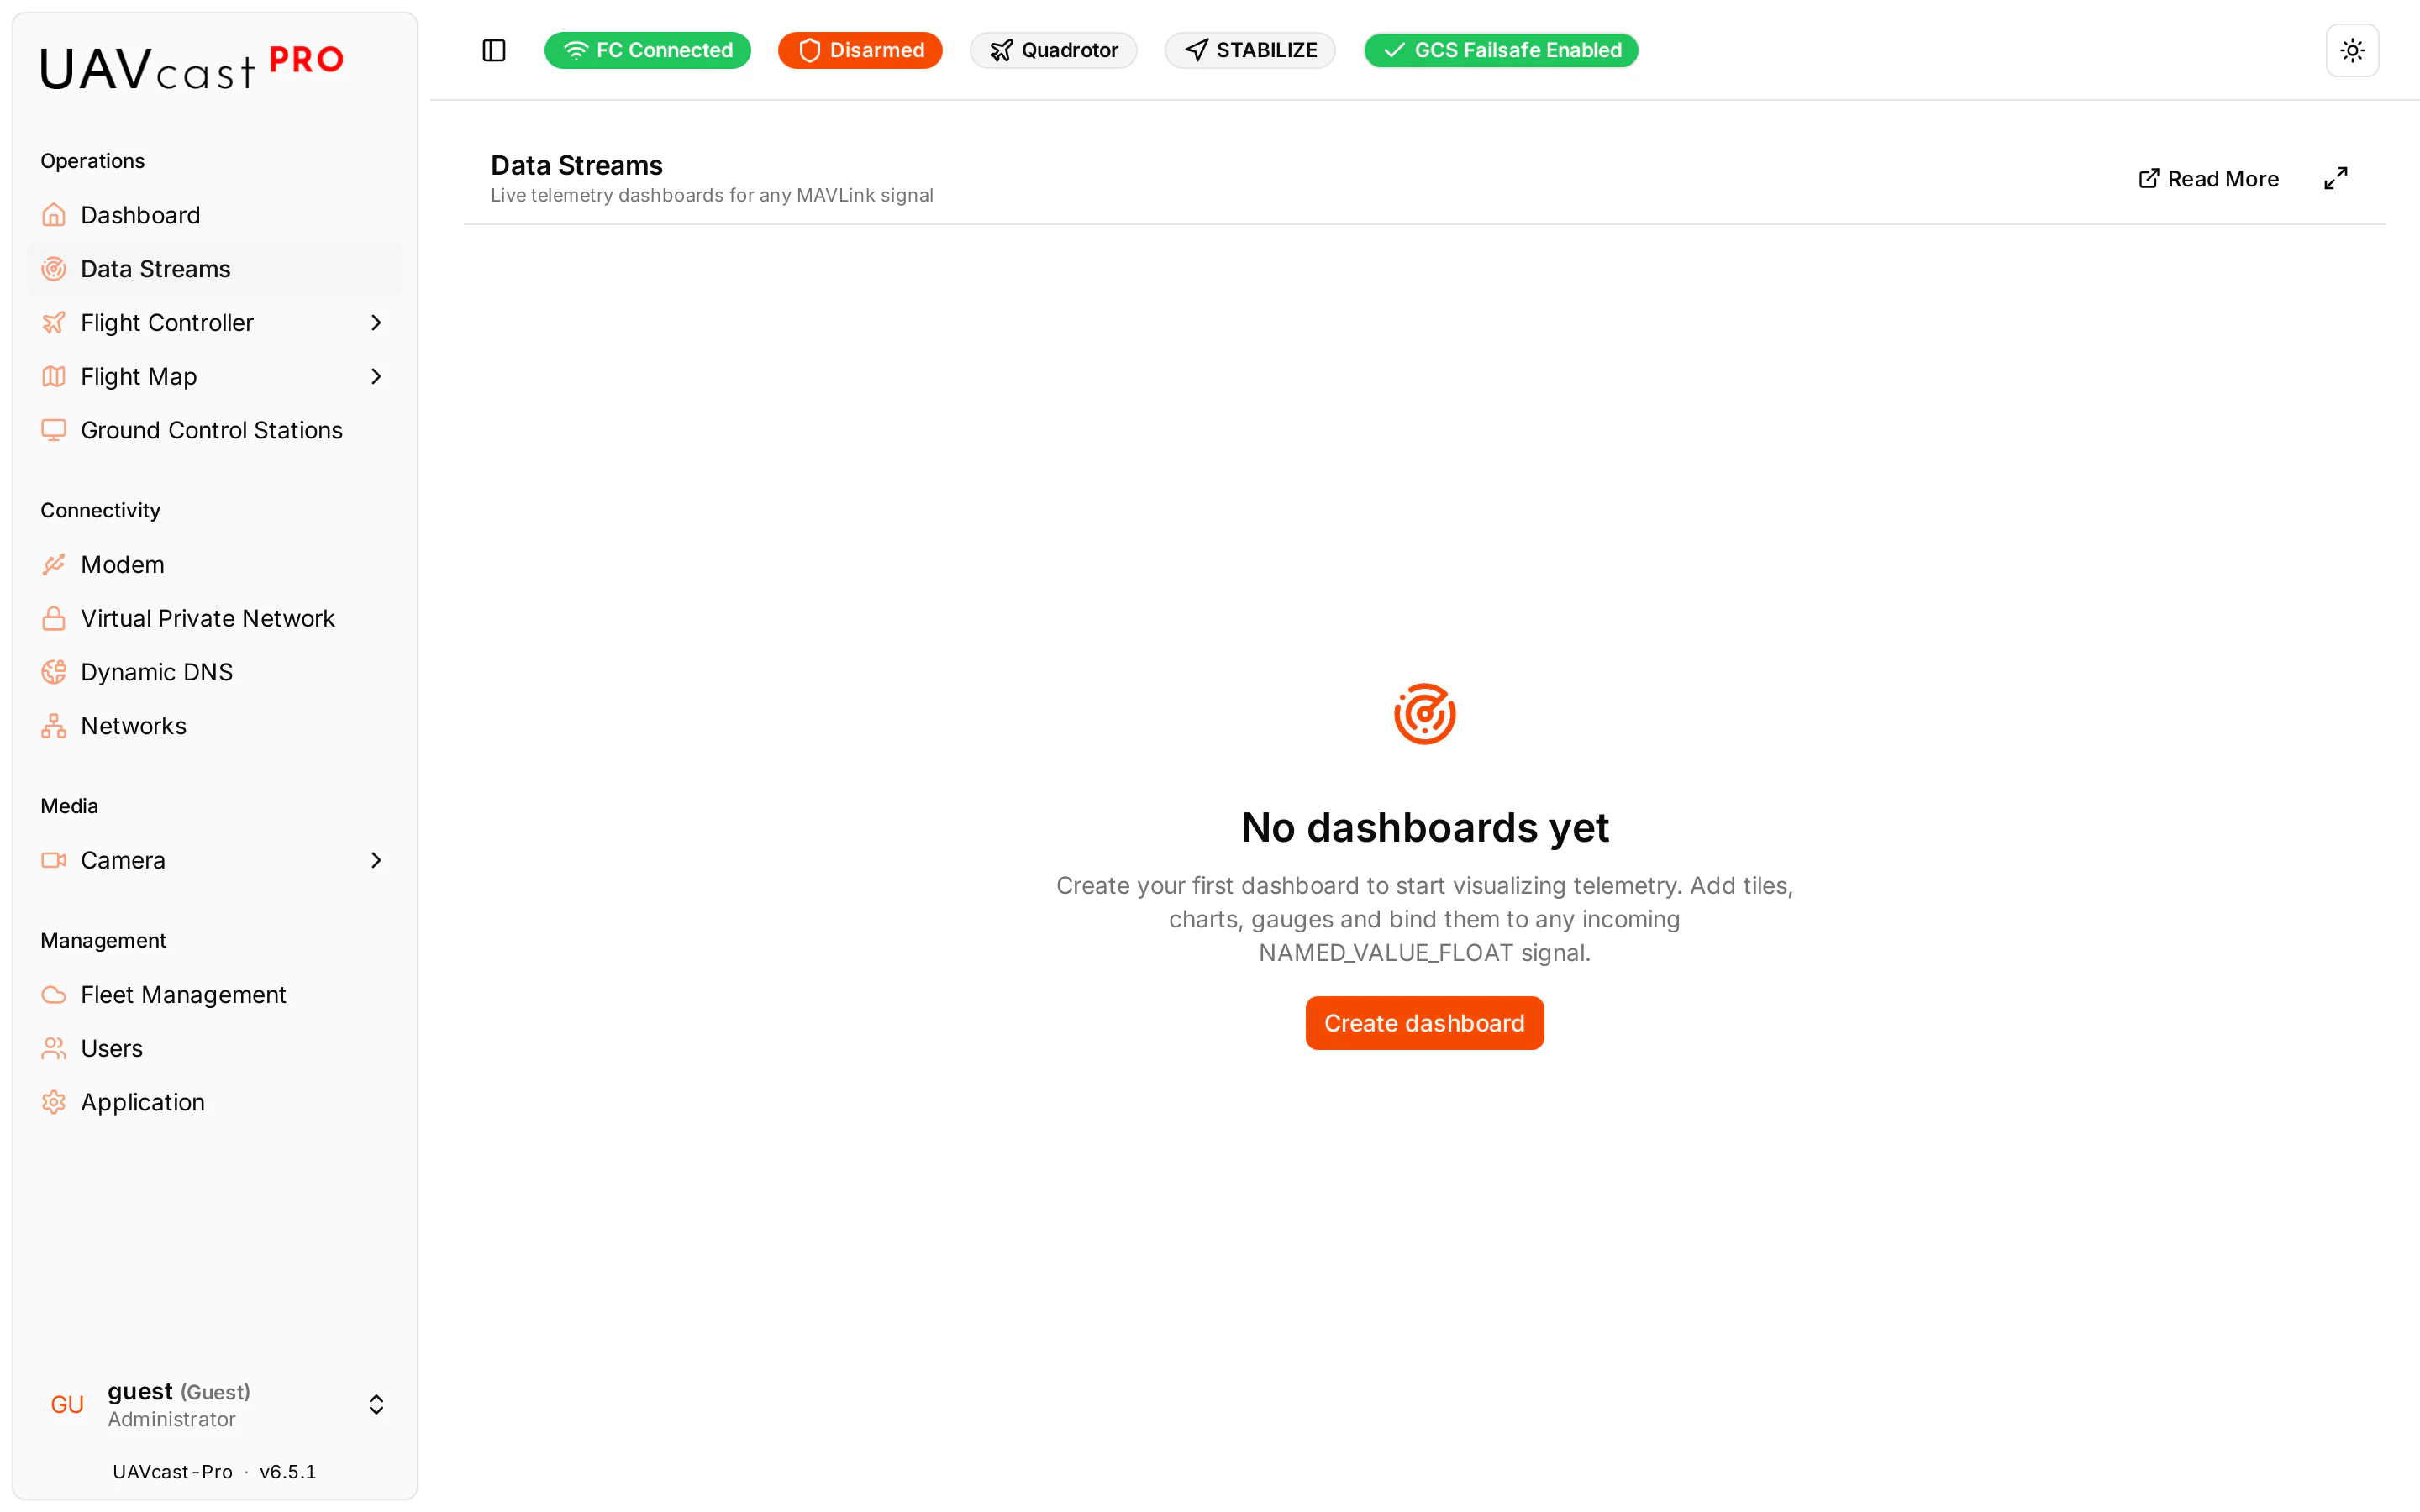 UAVcast PRO
Operations
Dashboard
Data Streams
Flight Controller
Flight Map
Ground Control Stations
Connectivity
Modem
Virtual Private Network
Dynamic DNS
Networks
Media
Camera
Management
Fleet Management
Users
Application
GU
guest (Guest)
Administrator
UAVcast-Pro · v6.5.1
FC Connected
Disarmed
Quadrotor
STABILIZE
GCS Failsafe Enabled
Data Streams
Live telemetry dashboards for any MAVLink signal
Read More
No dashboards yet
Create your first dashboard to start visualizing telemetry. Add tiles,
charts, gauges and bind them to any incoming
NAMED_VALUE_FLOAT signal.
Create dashboard